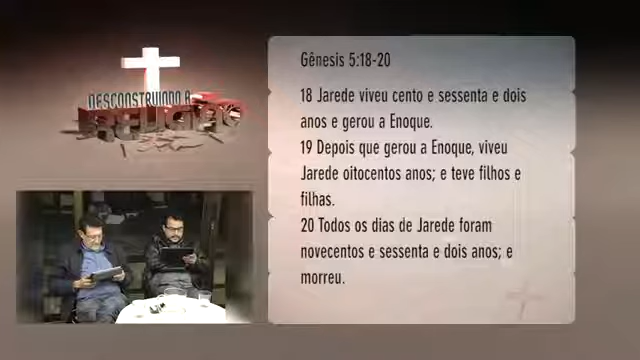 DESCONSTRUINDO A
RELIGIÃO
Gênesis 5:18-20
18 Jarede viveu cento e sessenta e dois
anos e gerou a Enoque.
19 Depois que gerou a Enoque, viveu
Jarede oitocentos anos; e teve filhos e
filhas.
20 Todos os dias de Jarede foram
novecentos e sessenta e dois anos; e
morreu.